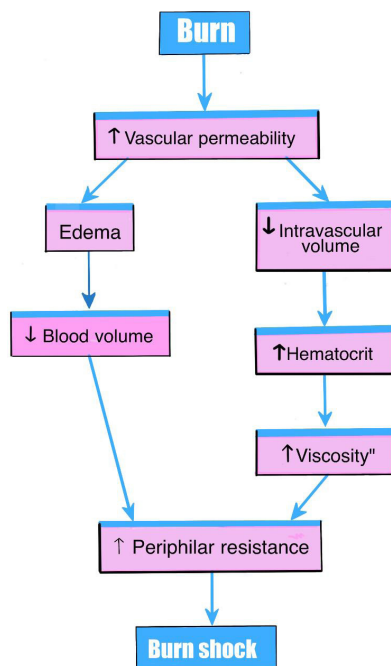 Burn
↑ Vascular permeability
Edema
↓ Intravascular
volume
↓ Blood volume
↑ Hematocrit
↑ Viscosity"
↑ Periphilar resistance
Burn shock